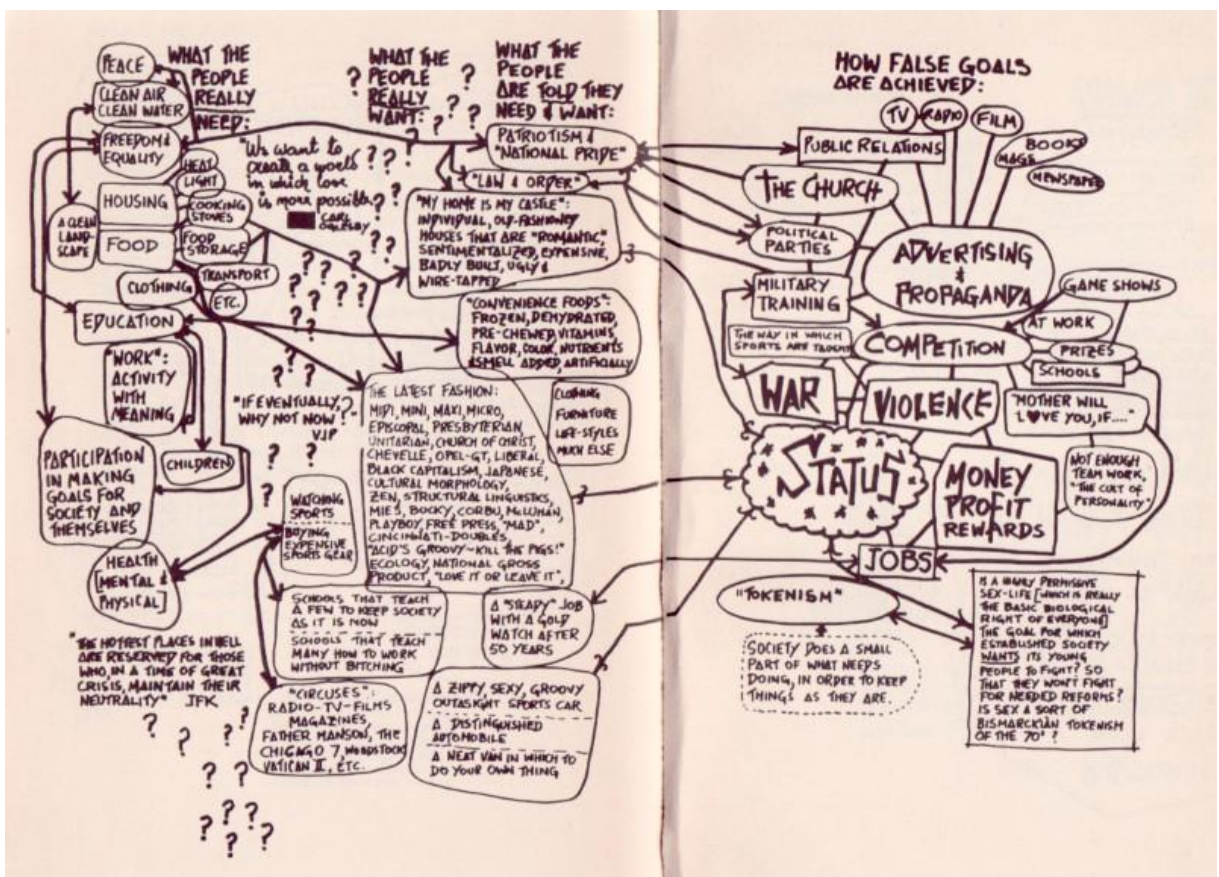 WHAT THE
PEOPLE
REALLY
NEED:
PEACE
CLEAN AIR
CLEAN WATER
FREEDOM &
EQUALITY
HEAT
LIGHT
HOUSING
COOKING
STOVES
A CLEAN
LAND-
SCAPE
FOOD
FOOD
STORAGE
TRANSPORT
CLOTHING
ETC.
EDUCATION
"WORK":
ACTIVITY
WITH
MEANING
PARTICIPATION
IN MAKING
GOALS FOR
SOCIETY AND
THEMSELVES
CHILDREN
HEALTH
[MENTAL &
PHYSICAL]
"THE HOTTEST PLACES IN HELL
ARE RESERVED FOR THOSE
WHO, IN A TIME OF GREAT
CRISIS, MAINTAIN THEIR
NEUTRALITY" JFK
WHAT THE
PEOPLE
REALLY
WANT:
"We want to
create a world
in which love
is more possible"
CARL
OGLESBY
"IF EVENTUALLY,
WHY NOT NOW"
VJP
WHAT THE
PEOPLE
ARE TOLD THEY
NEED & WANT:
PATRIOTISM &
"NATIONAL PRIDE"
"LAW & ORDER"
"MY HOME IS MY CASTLE":
INDIVIDUAL, OLD-FASHIONED
HOUSES THAT ARE "ROMANTIC",
SENTIMENTALIZED, EXPENSIVE,
BADLY BUILT, UGLY &
WIRE-TAPPED
"CONVENIENCE FOODS":
FROZEN, DEHYDRATED,
PRE-CHEWED, VITAMINS
FLAVOR, COLOR, NUTRIENTS
& SMELL ADDED ARTIFICIALLY
THE LATEST FASHION:
MIDI, MINI, MAXI, MICRO,
EPISCOPAL, PRESBYTERIAN,
UNITARIAN, CHURCH OF CHRIST,
CHEVELLE, OPEL-GT, LIBERAL,
BLACK CAPITALISM, JAPANESE,
CULTURAL MORPHOLOGY,
ZEN, STRUCTURAL LINGUISTICS
MIES, BUCKY, CORBU, McLUHAN,
PLAYBOY, FREE PRESS, "MAD",
CINCINNATI-DOUBLES,
"ACID'S GROOVY—KILL THE PIGS!"
ECOLOGY, NATIONAL GROSS
PRODUCT, "LOVE IT OR LEAVE IT",
CLOTHING
FURNITURE
LIFE-STYLES
MUCH ELSE
WATCHING
SPORTS
BUYING
EXPENSIVE
SPORTS GEAR
SCHOOLS THAT TEACH
A FEW TO KEEP SOCIETY
AS IT IS NOW
SCHOOLS THAT TEACH
MANY HOW TO WORK
WITHOUT BITCHING
A "STEADY" JOB
WITH A GOLD
WATCH AFTER
50 YEARS
"CIRCUSES":
RADIO-TV-FILMS
MAGAZINES,
FATHER MANSON, THE
CHICAGO 7, WOODSTOCK
VATICAN II, ETC.
A ZIPPY, SEXY, GROOVY
OUTASIGHT SPORTS CAR
A DISTINGUISHED
AUTOMOBILE
A NEAT VAN IN WHICH TO
DO YOUR OWN THING
HOW FALSE GOALS
ARE ACHIEVED:
TV
RADIO
FILM
BOOKS
MAGS
NEWSPAPER
PUBLIC RELATIONS
THE CHURCH
POLITICAL
PARTIES
ADVERTISING
&
PROPAGANDA
MILITARY
TRAINING
GAME SHOWS
AT WORK
THE WAY IN WHICH
SPORTS ARE TAUGHT
COMPETITION
PRIZES
SCHOOLS
WAR
VIOLENCE
"MOTHER WILL
L♥VE YOU, IF...."
STATUS
MONEY
PROFIT
REWARDS
NOT ENOUGH
TEAM WORK,
"THE CULT OF
PERSONALITY"
JOBS
"TOKENISM"
SOCIETY DOES A SMALL
PART OF WHAT NEEDS
DOING, IN ORDER TO KEEP
THINGS AS THEY ARE.
IS A HIGHLY PERMISSIVE
SEX-LIFE [WHICH IS REALLY
THE BASIC BIOLOGICAL
RIGHT OF EVERYONE]
THE GOAL FOR WHICH
ESTABLISHED SOCIETY
WANTS ITS YOUNG
PEOPLE TO FIGHT? SO
THAT THEY WON'T FIGHT
FOR NEEDED REFORMS?
IS SEX A SORT OF
BISMARCKIAN TOKENISM
OF THE 70s?